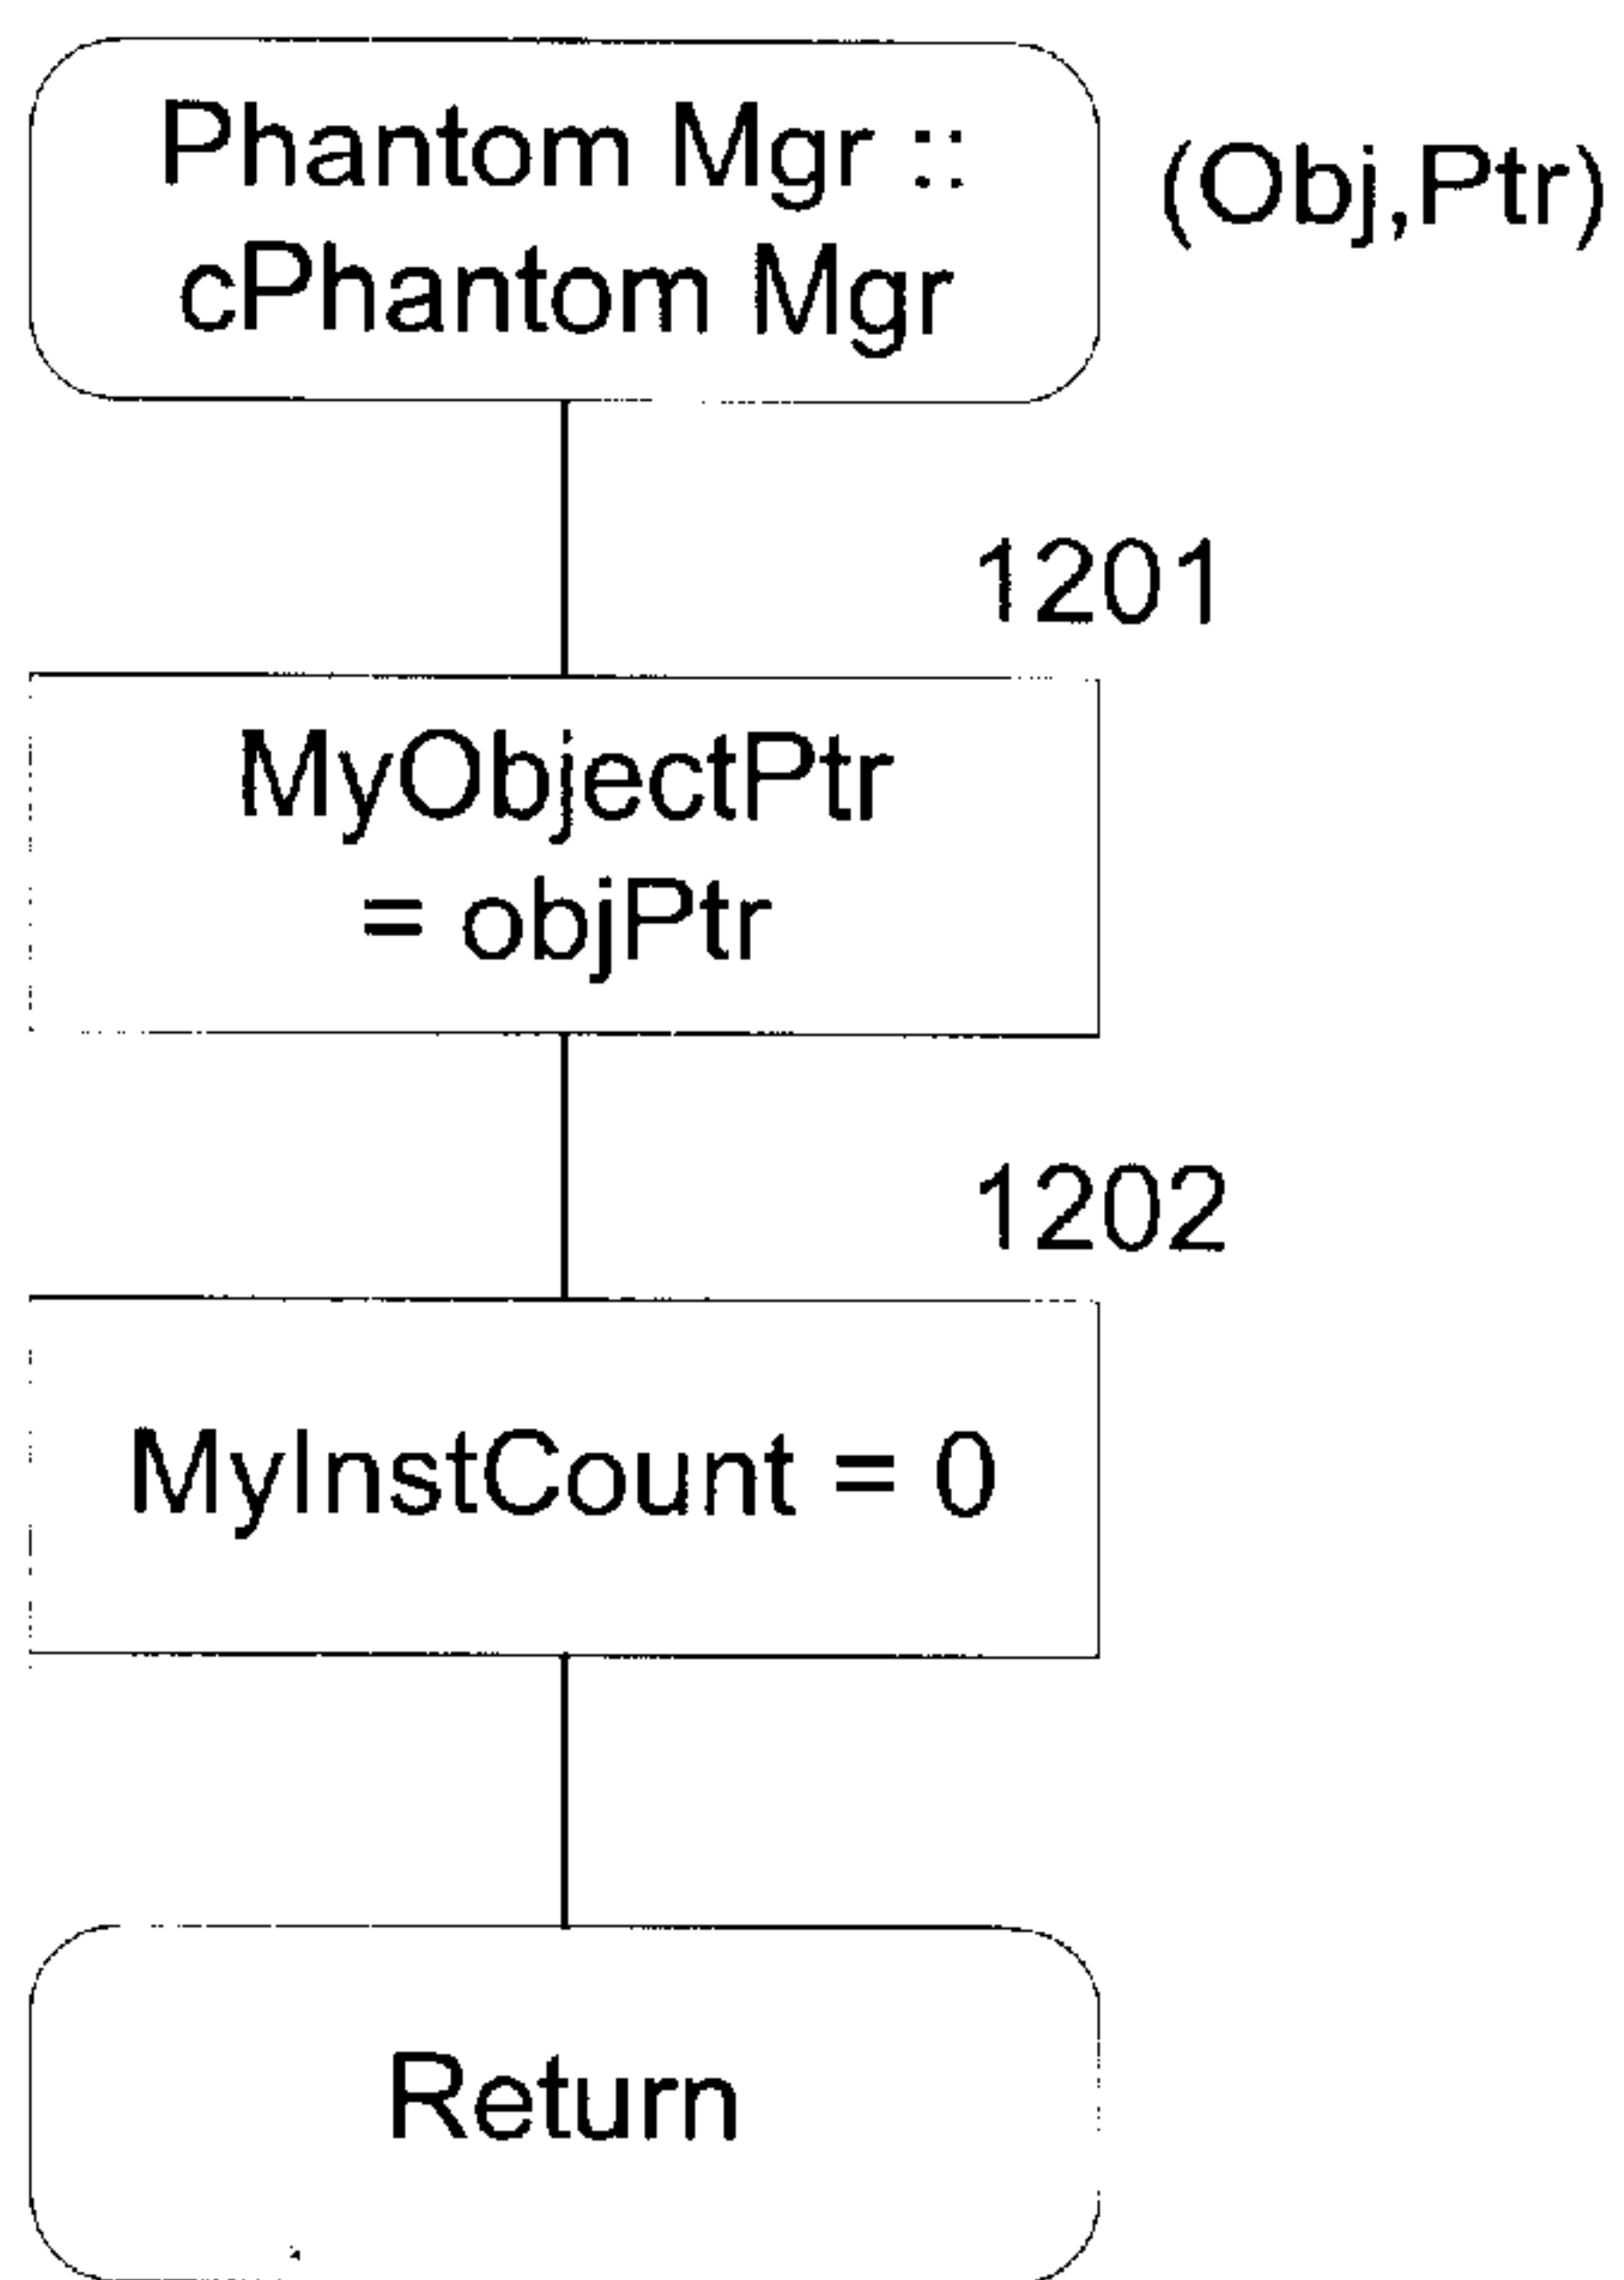 Phantom Mgr ::
(Obj,Ptr)
cPhantom Mgr
1201
MyObjectPtr
= objPtr
1202
MyInstCount = 0
Return